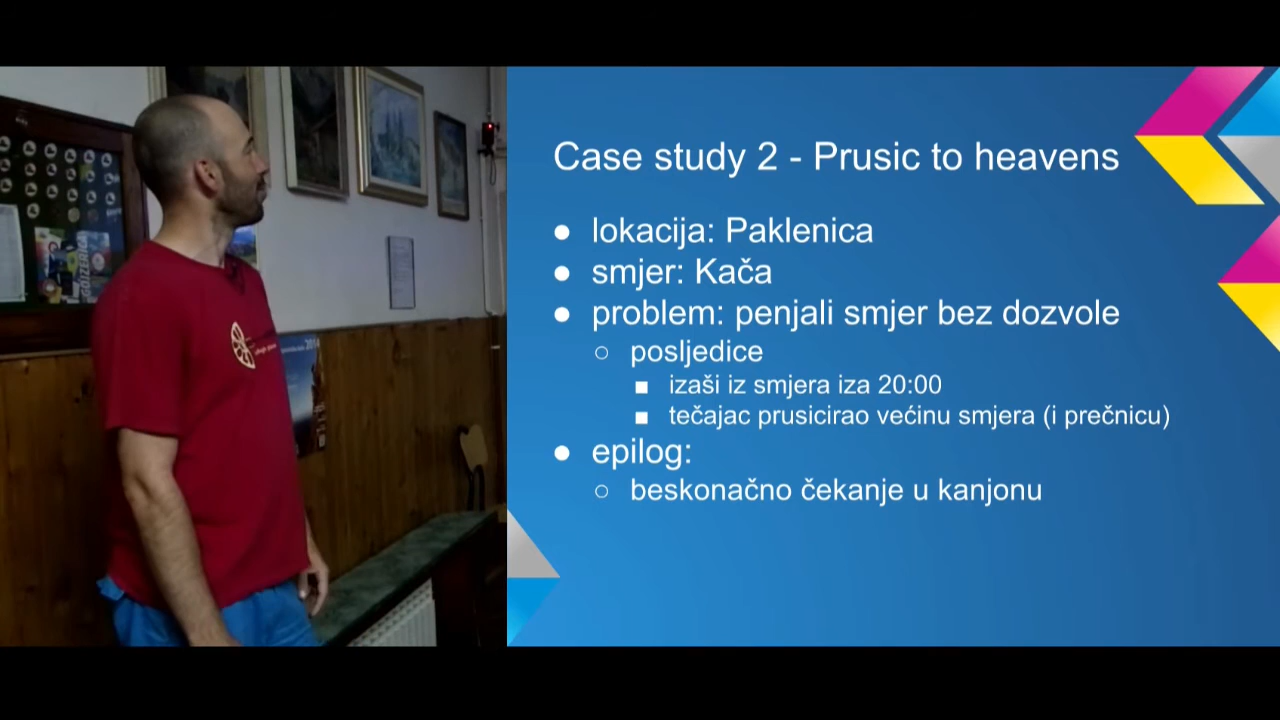 Case study 2 - Prusic to heavens
● lokacija: Paklenica
● smjer: Kača
● problem: penjali smjer bez dozvole
○ posljedice
■ izaši iz smjera iza 20:00
■ tečajac prusicirao većinu smjera (i prečnicu)
● epilog:
○ beskonačno čekanje u kanjonu